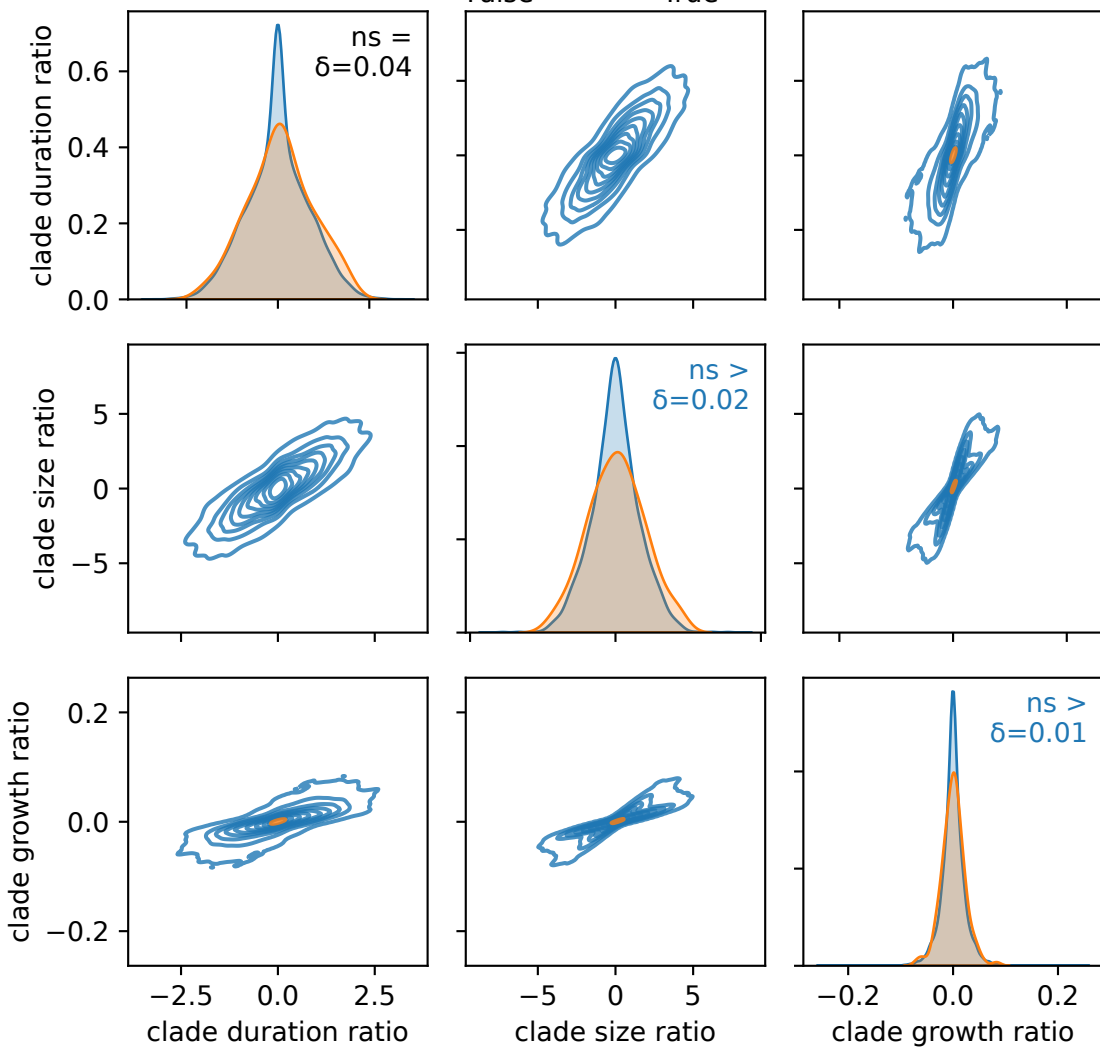 clade duration ratio
0.6
0.4
0.2
0.0
ns =
δ=0.04
clade size ratio
5
0
−5
ns >
δ=0.02
clade growth ratio
0.2
0.0
−0.2
ns >
δ=0.01
−2.5 0.0 2.5
−5 0 5
−0.2 0.0 0.2
clade duration ratio
clade size ratio
clade growth ratio